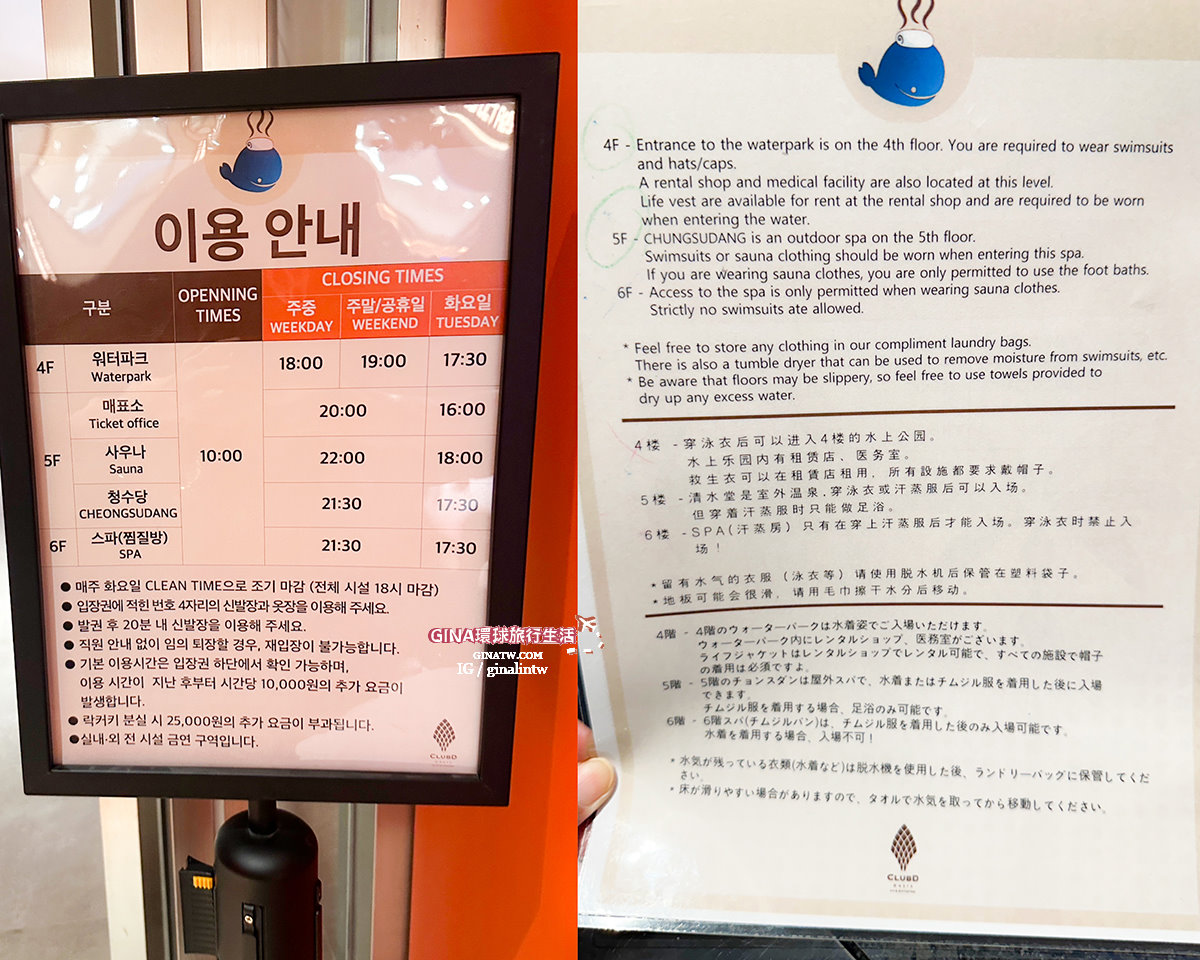 이용 안내
구분
OPENNING
TIMES
CLOSING TIMES
주중
WEEKDAY
주말/공휴일
WEEKEND
화요일
TUESDAY
4F
워터파크
Waterpark
18:00
19:00
17:30
매표소
Ticket office
20:00
16:00
5F
사우나
Sauna
10:00
22:00
18:00
청수당
CHEONGSUDANG
21:30
17:30
6F
스파(찜질방)
SPA
21:30
17:30
● 매주 화요일 CLEAN TIME으로 조기 마감 (전체 시설 18시 마감)
● 입장권에 적힌 번호 4자리의 신발장과 옷장을 이용해 주세요.
● 발권 후 20분 내 신발장을 이용해 주세요.
● 직원 안내 없이 임의 퇴장할 경우, 재입장이 불가능합니다.
● 기본 이용시간은 입장권 하단에서 확인 가능하며,
이용 시간이 지난 후부터 시간당 10,000원의 추가 요금이
발생합니다.
● 락커키 분실 시 25,000원의 추가 요금이 부과됩니다.
●실내·외 전 시설 금연 구역입니다.
CLUBD
GINA環球旅行生活
GINATW.COM
IG / ginalintw
4F - Entrance to the waterpark is on the 4th floor. You are required to wear swimsuits
and hats/caps.
A rental shop and medical facility are also located at this level.
Life vest are available for rent at the rental shop and are required to be worn
when entering the water.
5F - CHUNGSUDANG is an outdoor spa on the 5th floor.
Swimsuits or sauna clothing should be worn when entering this spa.
If you are wearing sauna clothes, you are only permitted to use the foot baths.
6F - Access to the spa is only permitted when wearing sauna clothes.
Strictly no swimsuits ate allowed.
* Feel free to store any clothing in our compliment laundry bags.
There is also a tumble dryer that can be used to remove moisture from swimsuits, etc.
* Be aware that floors may be slippery, so feel free to use towels provided to
dry up any excess water.
4楼 - 穿泳衣后可以进入4楼的水上公园。
水上乐园内有租赁店、医务室。
救生衣可以在租赁店租用，所有設施都要求戴帽子。
5楼 - 清水堂是室外温泉,穿泳衣或汗蒸服后可以入场。
但穿着汗蒸服时只能做足浴。
6楼 - SPA(汗蒸房) 只有在穿上汗蒸服后才能入场。穿泳衣时禁止入
场！
*留有水气的衣服（泳衣等）请使用脱水机后保管在塑料袋子。
*地板可能会很滑，请用毛巾擦干水分后移动。
4階 - 4階のウォーターパークは水着姿でご入場いただけます。
ウォーターパーク内にレンタルショップ、医務室がございます。
ライフジャケットはレンタルショップでレンタル可能で、すべての施設で帽子
の着用は必須ですよ。
5階 - 5階のチョンスダンは屋外スパで、水着またはチムジル服を着用した後に入場
できます。
チムジル服を着用する場合、足浴のみ可能です。
6階 - 6階スパ(チムジルバン)は、チムジル服を着用した後のみ入場可能です。
水着を着用する場合、入場不可！
* 水気が残っている衣類(水着など)は脱水機を使用した後、ランドリーバッグに保管してくだ
さい。
* 床が滑りやすい場合がありますので、タオルで水気を取ってから移動してください。
CLUBD